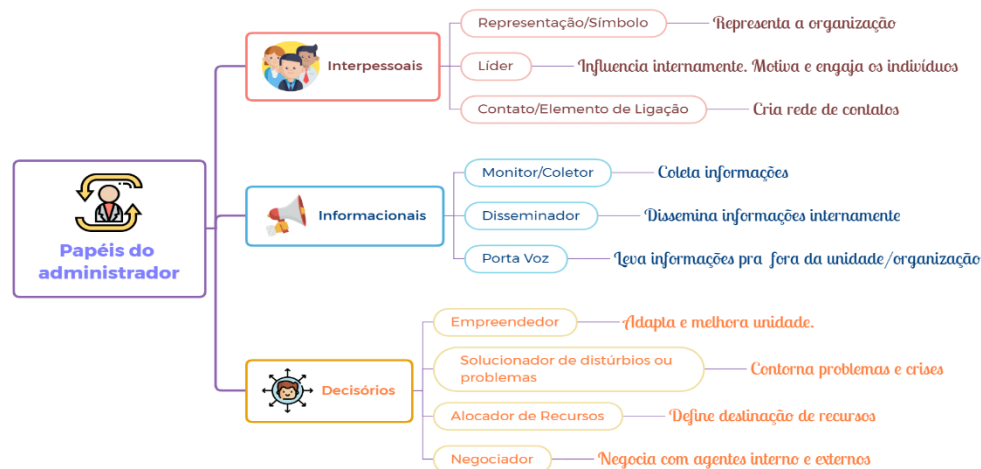 Papéis do
administrador
Interpessoais
Representação/Símbolo
Representa a organização
Líder
Influencia internamente. Motiva e engaja os indivíduos
Contato/Elemento de Ligação
Cria rede de contatos
Informacionais
Monitor/Coletor
Coleta informações
Disseminador
Dissemina informações internamente
Porta Voz
Leva informações pra fora da unidade/organização
Decisórios
Empreendedor
Adapta e melhora unidade.
Solucionador de distúrbios ou
problemas
Contorna problemas e crises
Alocador de Recursos
Define destinação de recursos
Negociador
Negocia com agentes interno e externos